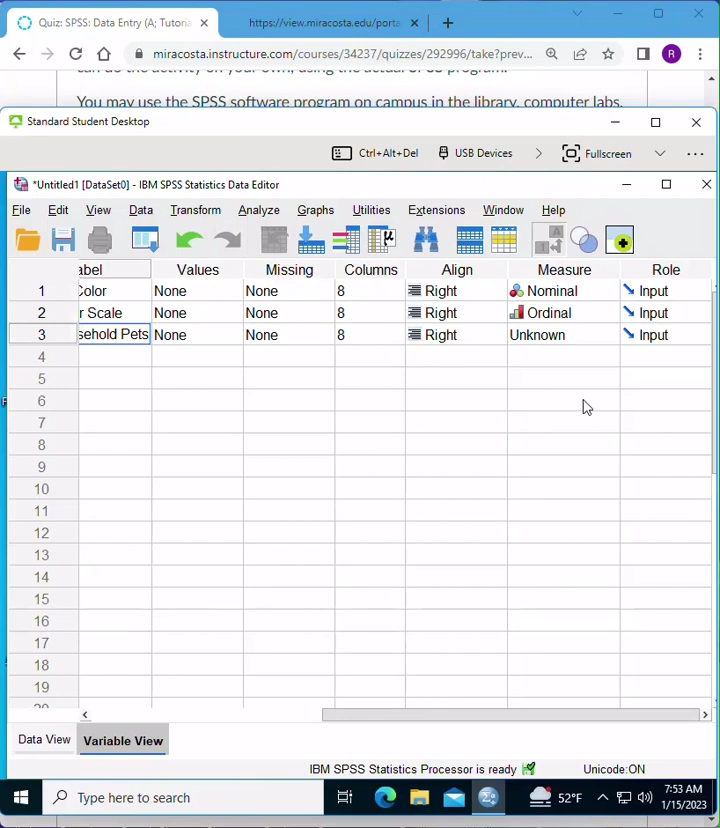 Quiz: SPSS: Data Entry (A; Tutoria
https://view.miracosta.edu/porta
miracosta.instructure.com/courses/34237/quizzes/292996/take?prev...
R
You may use the SPSS software program on campus in the library, computer labs,
Standard Student Desktop
Ctrl+Alt+Del USB Devices Fullscreen
*Untitled1 [DataSet0] - IBM SPSS Statistics Data Editor
File Edit View Data Transform Analyze Graphs Utilities Extensions Window Help
abel Values Missing Columns Align Measure Role
1 Color None None 8 Right Nominal Input
2 r Scale None None 8 Right Ordinal Input
3 sehold Pets None None 8 Right Unknown Input
4
5
6
7
8
9
10
11
12
13
14
15
16
17
18
19
20
Data View Variable View
IBM SPSS Statistics Processor is ready Unicode:ON
Type here to search 52°F 7:53 AM
1/15/2023